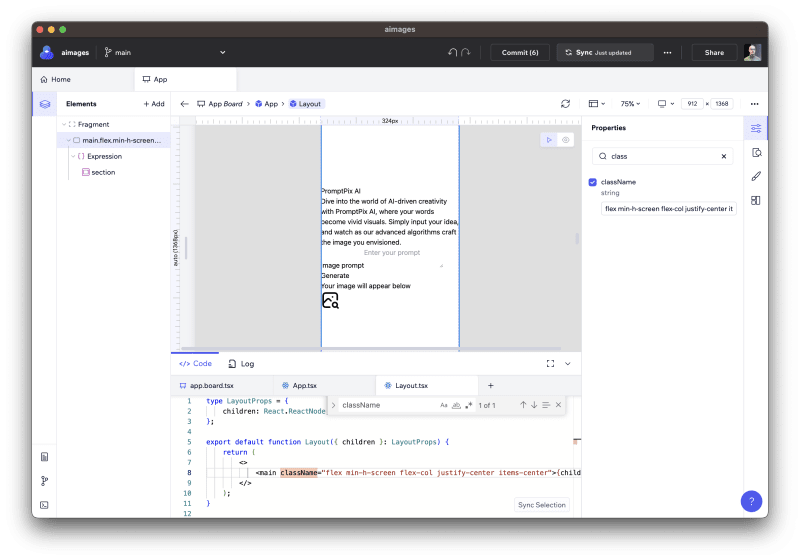 aimages
aimages
main
Commit (6)
Sync Just updated
Share
Home
App
Elements
+ Add
App Board > App > Layout
75%
912 × 1368
Properties
Fragment
main.flex.min-h-screen...
Expression
section
324px
auto (1368px)
PromptPix AI
Dive into the world of AI-driven creativity
with PromptPix AI, where your words
become vivid visuals. Simply input your idea,
and watch as our advanced algorithms craft
the image you envisioned.
Enter your prompt
Image prompt
Generate
Your image will appear below
class
className
string
flex min-h-screen flex-col justify-center it
</> Code
Log
app.board.tsx
App.tsx
Layout.tsx
+
className
Aa
ab
1 of 1
1 type LayoutProps = {
2 children: React.ReactNode
3 };
4
5 export default function Layout({ children }: LayoutProps) {
6 return (
7 <>
8 <main className="flex min-h-screen flex-col justify-center items-center">{child
9 </>
10 );
11 }
12
Sync Selection
?